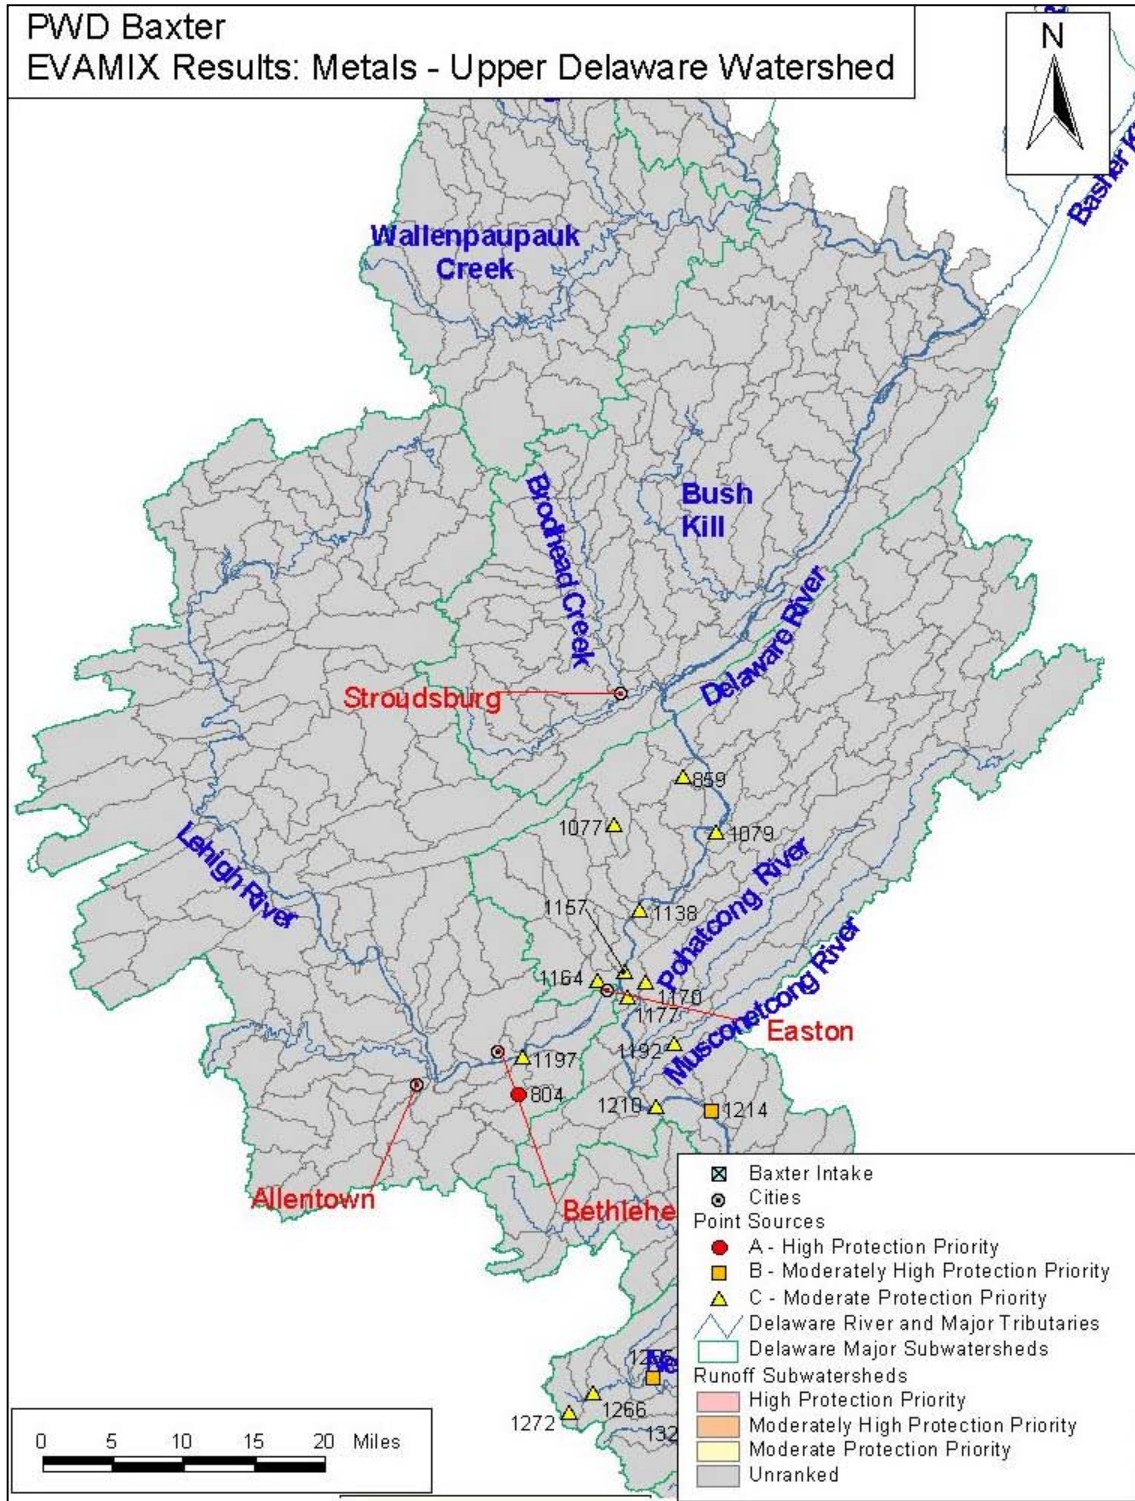 PWD Baxter
EVAMIX Results: Metals - Upper Delaware Watershed
N
Wallenpaupauk
Creek
Bush
Kill
Brodhead Creek
Delaware River
Stroudsburg
859
1077
1079
Lehigh River
Pohatcong River
1157
1138
1164
1170
1177
Easton
Musconetcong River
1192
1197
804
1210
1214
Allentown
Bethlehe
Baxter Intake
Cities
Point Sources
A - High Protection Priority
B - Moderately High Protection Priority
C - Moderate Protection Priority
Delaware River and Major Tributaries
Delaware Major Subwatersheds
Runoff Subwatersheds
High Protection Priority
Moderately High Protection Priority
Moderate Protection Priority
Unranked
Ne
1266
1272
132
0 5 10 15 20 Miles